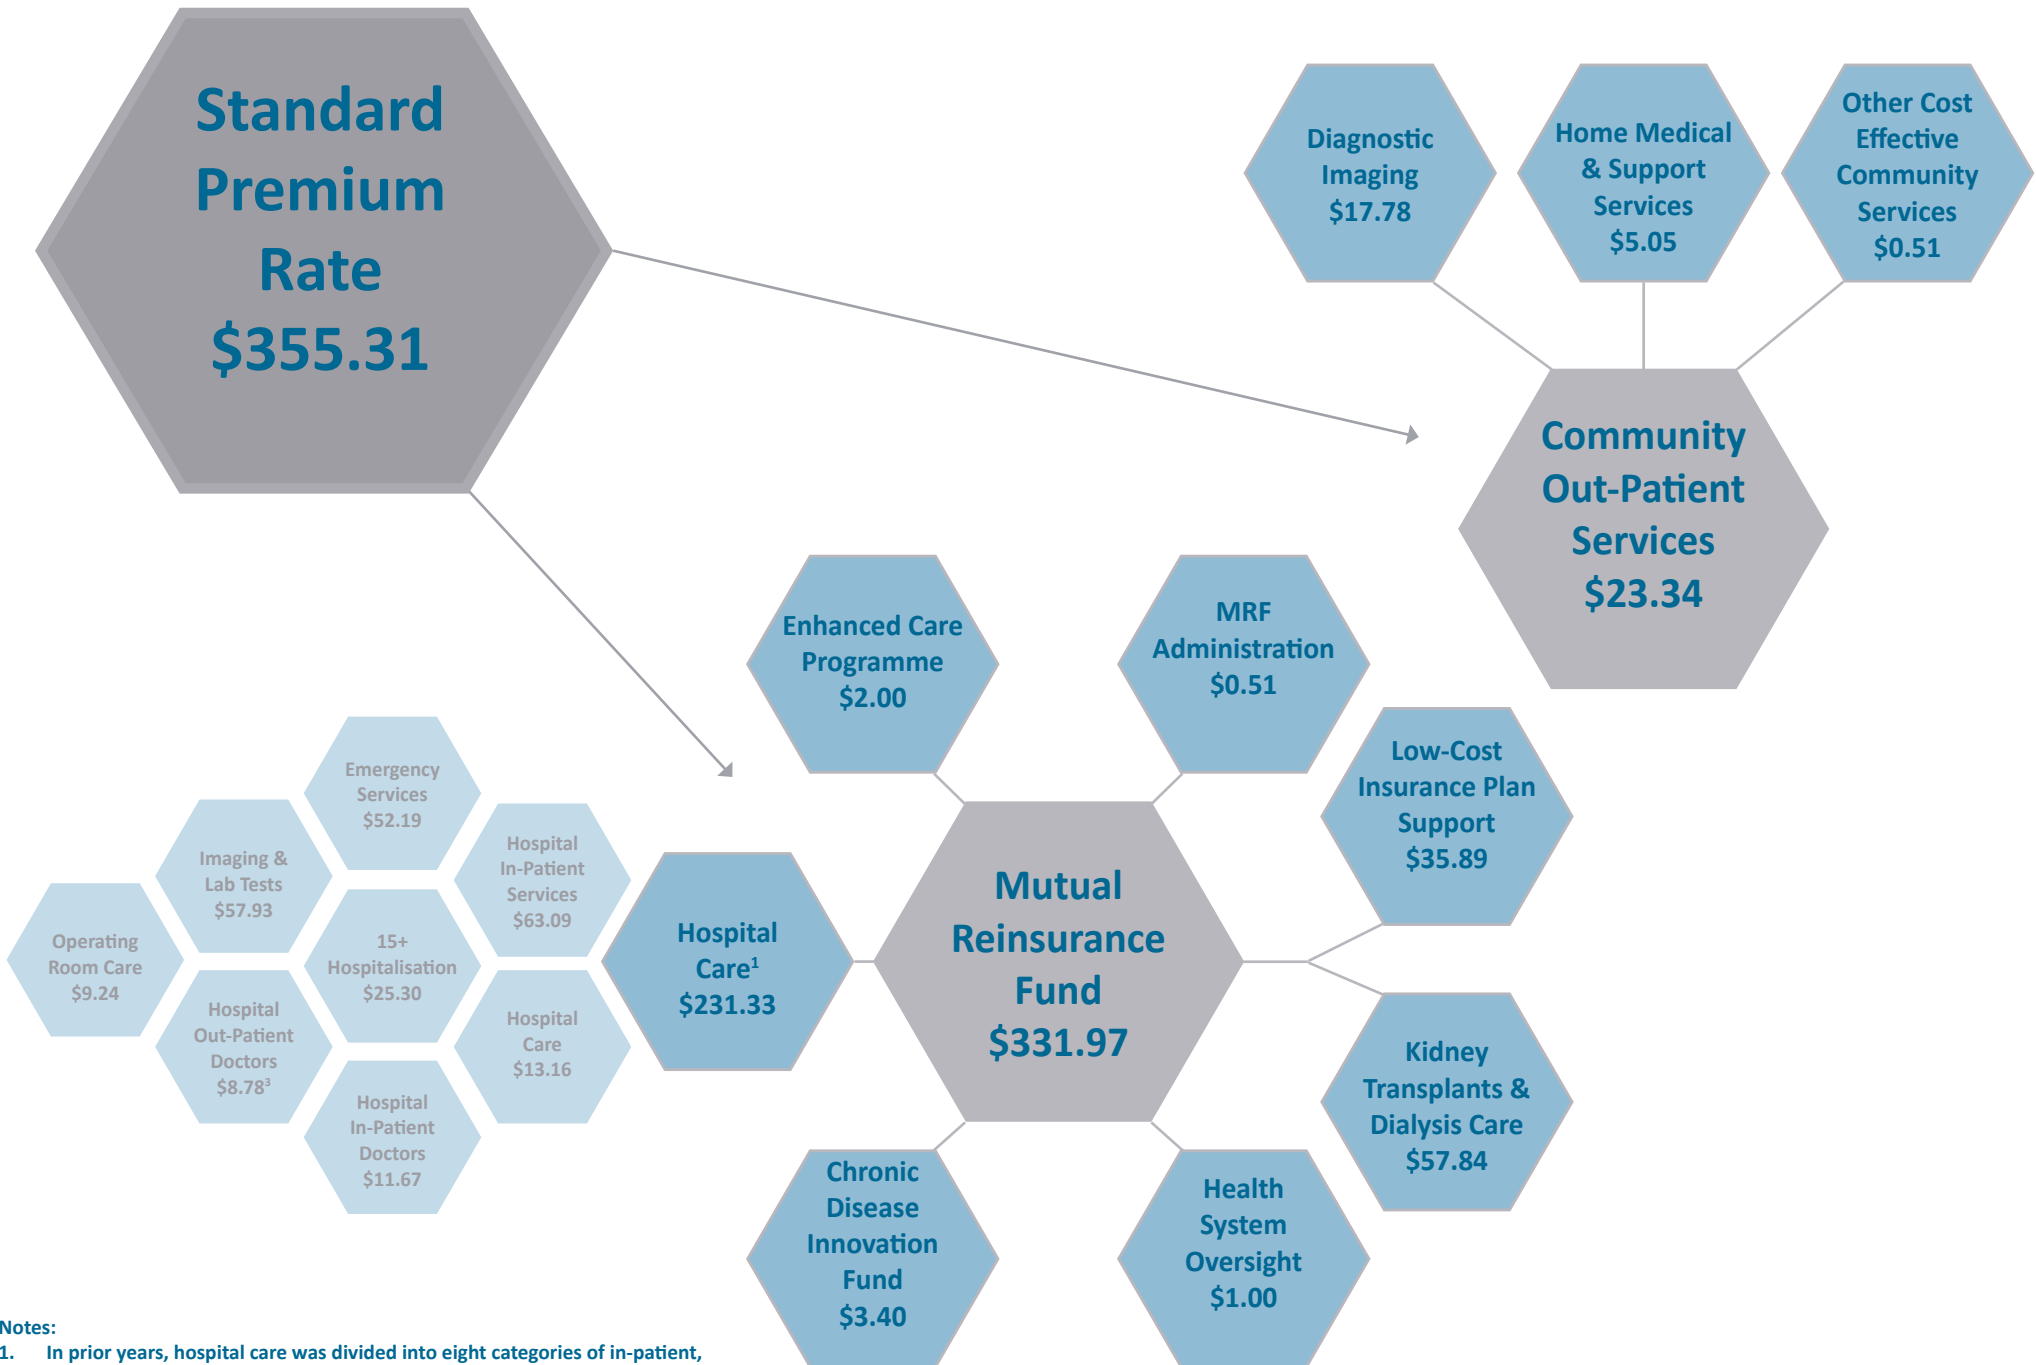 Standard
Premium
Rate
$355.31
Diagnostic
Imaging
$17.78
Home Medical
& Support
Services
$5.05
Other Cost
Effective
Community
Services
$0.51
Community
Out-Patient
Services
$23.34
Enhanced Care
Programme
$2.00
MRF
Administration
$0.51
Low-Cost
Insurance Plan
Support
$35.89
Mutual
Reinsurance
Fund
$331.97
Hospital
Care¹
$231.33
Kidney
Transplants &
Dialysis Care
$57.84
Chronic
Disease
Innovation
Fund
$3.40
Health
System
Oversight
$1.00
Emergency
Services
$52.19
Imaging &
Lab Tests
$57.93
Hospital
In-Patient
Services
$63.09
Operating
Room Care
$9.24
15+
Hospitalisation
$25.30
Hospital
Out-Patient
Doctors
$8.78³
Hospital
Care
$13.16
Hospital
In-Patient
Doctors
$11.67
Notes:
1. In prior years, hospital care was divided into eight categories of in-patient,